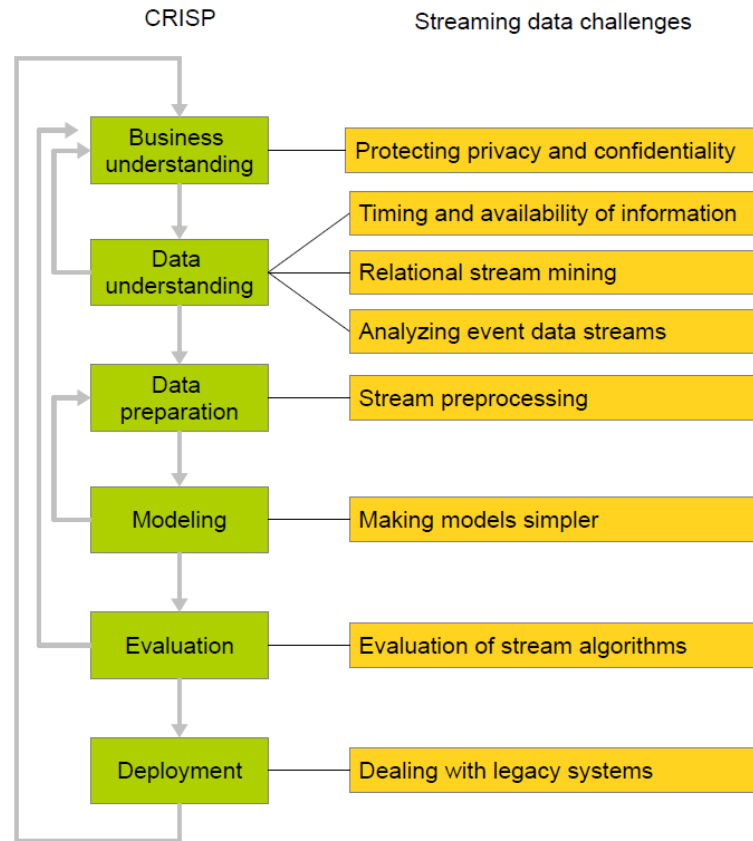 CRISP
Streaming data challenges
Business
understanding
Protecting privacy and confidentiality
Timing and availability of information
Data
understanding
Relational stream mining
Analyzing event data streams
Data
preparation
Stream preprocessing
Modeling
Making models simpler
Evaluation
Evaluation of stream algorithms
Deployment
Dealing with legacy systems